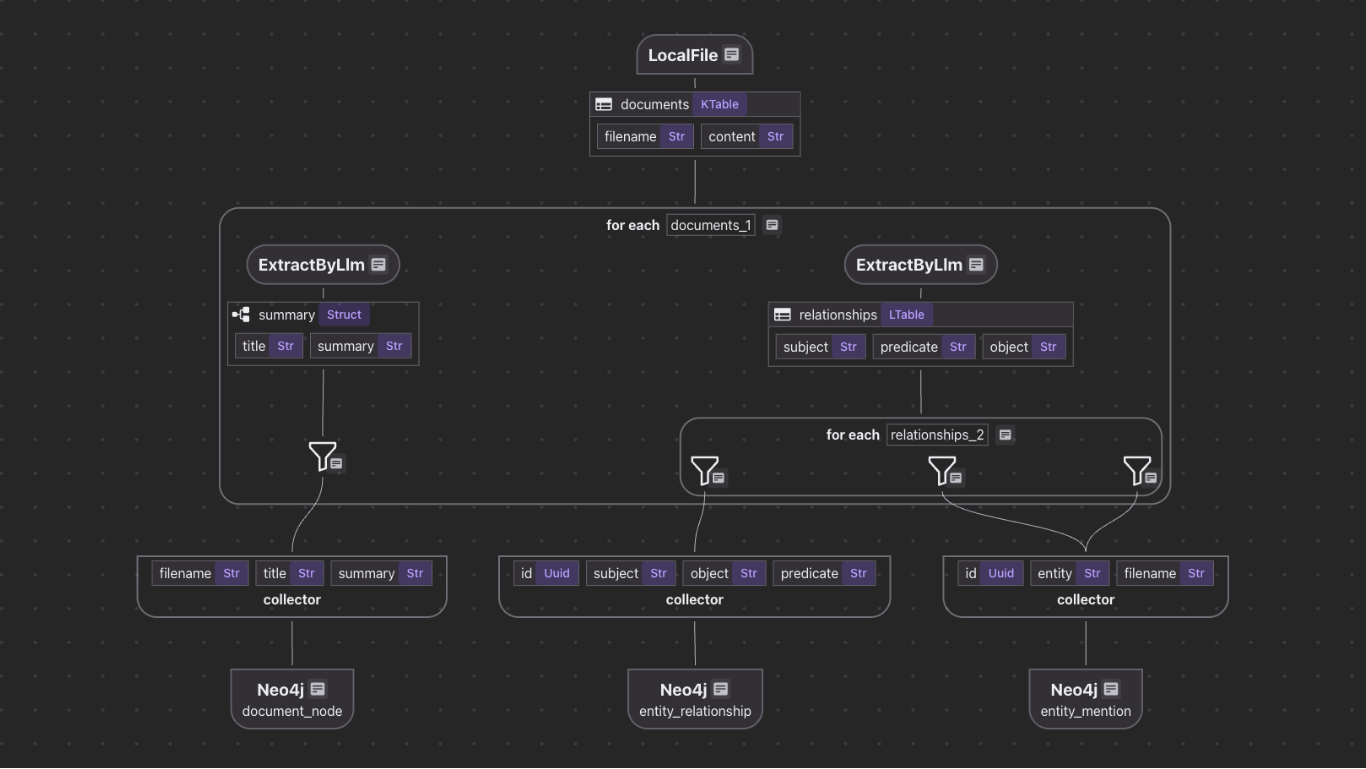 LocalFile
documents KTable
filename Str content Str
for each documents_1
ExtractByLlm
summary Struct
title Str summary Str
ExtractByLlm
relationships LTable
subject Str predicate Str object Str
for each relationships_2
filename Str title Str summary Str
collector
id Uuid subject Str object Str predicate Str
collector
id Uuid entity Str filename Str
collector
Neo4j
document_node
Neo4j
entity_relationship
Neo4j
entity_mention